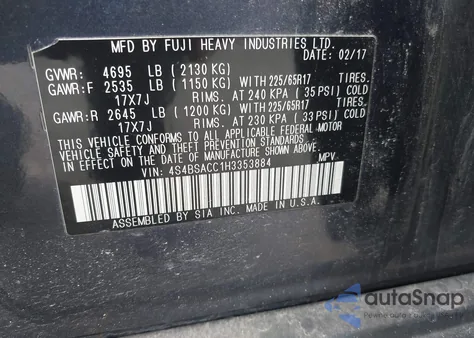 MFD BY FUJI HEAVY INDUSTRIES LTD.
DATE: 02/17
GVWR: 4695 LB ( 2130 KG)
GAWR:F 2535 LB ( 1150 KG) WITH 225/65R17 TIRES.
17X7J RIMS. AT 240 KPA ( 35 PSI) COLD
GAWR:R 2645 LB ( 1200 KG) WITH 225/65R17 TIRES.
17X7J RIMS. AT 230 KPA ( 33 PSI) COLD
THIS VEHICLE CONFORMS TO ALL APPLICABLE FEDERAL MOTOR
VEHICLE SAFETY AND THEFT PREVENTION STANDARDS IN EFFECT
ON THE DATE OF MANUFACTURE SHOWN ABOVE.
VIN: 4S4BSACC1H3353884 MPV
ASSEMBLED BY SIA INC. MADE IN U.S.A.
autoSnap